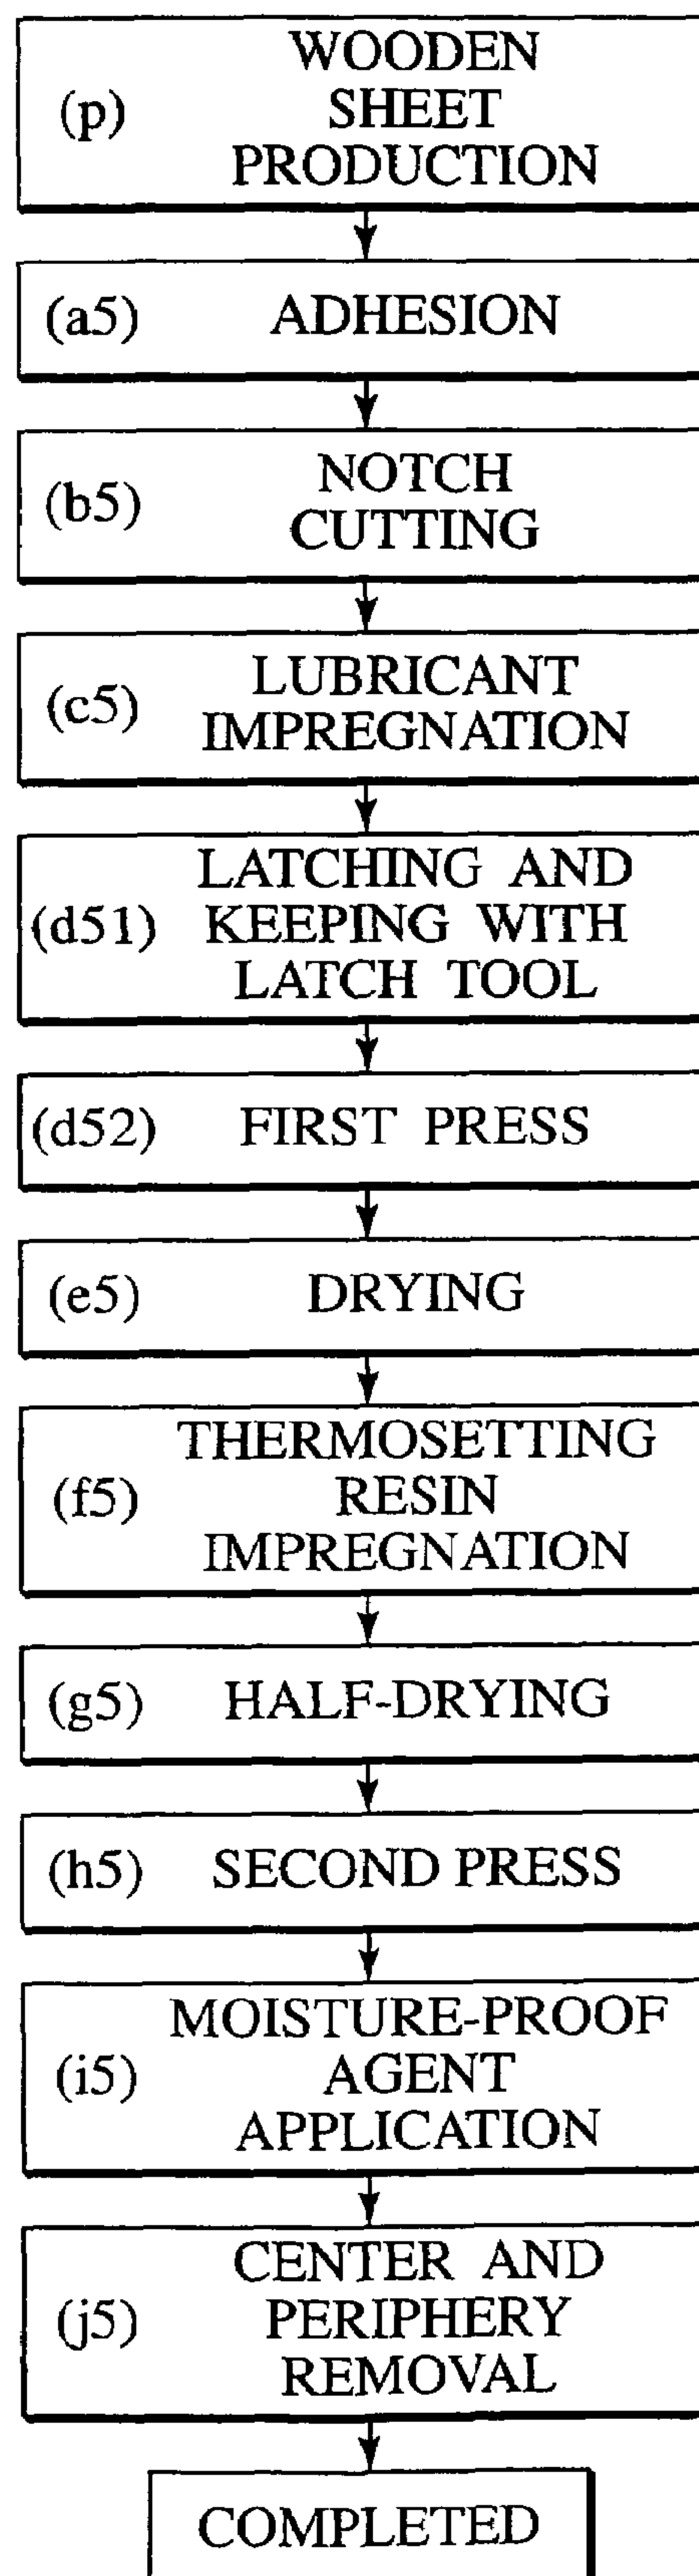 WOODEN
(p) SHEET
PRODUCTION
(a5) ADHESION
NOTCH
(b5) CUTTING
LUBRICANT
(c5) IMPREGNATION
LATCHING AND
(d51) KEEPING WITH
LATCH TOOL
(d52) FIRST PRESS
(e5) DRYING
THERMOSETTING
(f5) RESIN
IMPREGNATION
(g5) HALF-DRYING
(h5) SECOND PRESS
MOISTURE-PROOF
(i5) AGENT
APPLICATION
CENTER AND
(j5) PERIPHERY
REMOVAL
COMPLETED